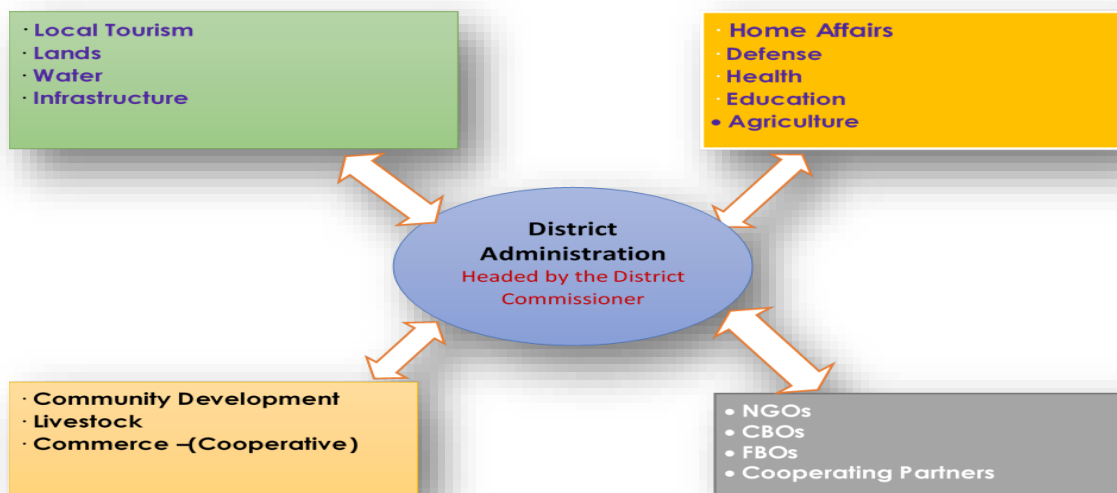 · Local Tourism
· Lands
· Water
· Infrastructure
· Home Affairs
· Defense
· Health
· Education
• Agriculture
District
Administration
Headed by the District
Commissioner
· Community Development
· Livestock
· Commerce –(Cooperative)
• NGOs
• CBOs
• FBOs
• Cooperating Partners